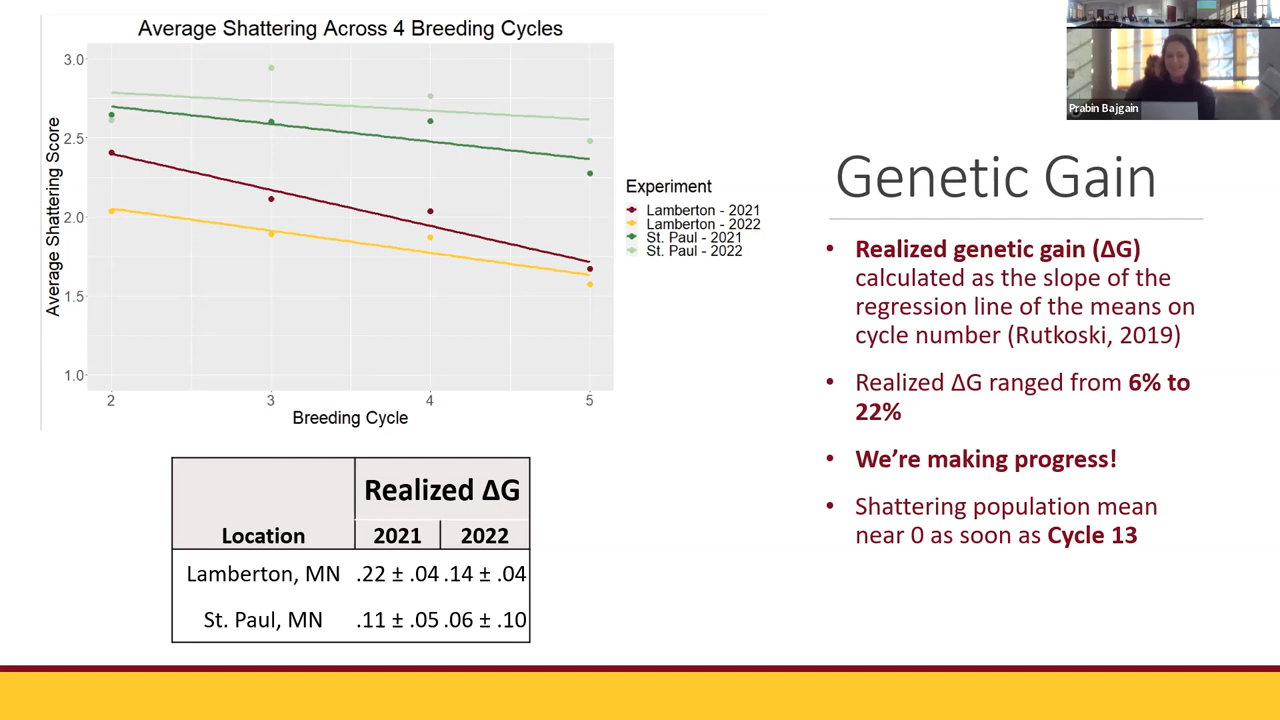 Average Shattering Across 4 Breeding Cycles
3.0
2.5
2.0
1.5
1.0
Average Shattering Score
2
3
4
5
Breeding Cycle
Experiment
Lamberton - 2021
Lamberton - 2022
St. Paul - 2021
St. Paul - 2022
Realized ΔG
Location 2021 2022
Lamberton, MN .22 ± .04 .14 ± .04
St. Paul, MN .11 ± .05 .06 ± .10
Prabin Bajgain
Genetic Gain
• Realized genetic gain (ΔG)
calculated as the slope of the
regression line of the means on
cycle number (Rutkoski, 2019)
• Realized ΔG ranged from 6% to
22%
• We’re making progress!
• Shattering population mean
near 0 as soon as Cycle 13